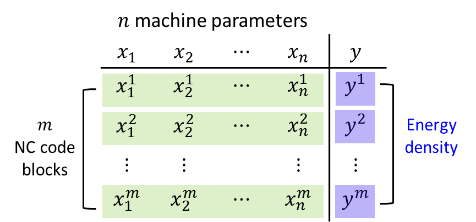 n machine parameters
x₁ x₂ ⋯ xₙ y
x₁¹ x₂¹ ⋯ xₙ¹ y¹
x₁² x₂² ⋯ xₙ² y²
⋮ ⋮ ⋮ ⋮
x₁ᵐ x₂ᵐ ⋯ xₙᵐ yᵐ
m
NC code
blocks
Energy
density